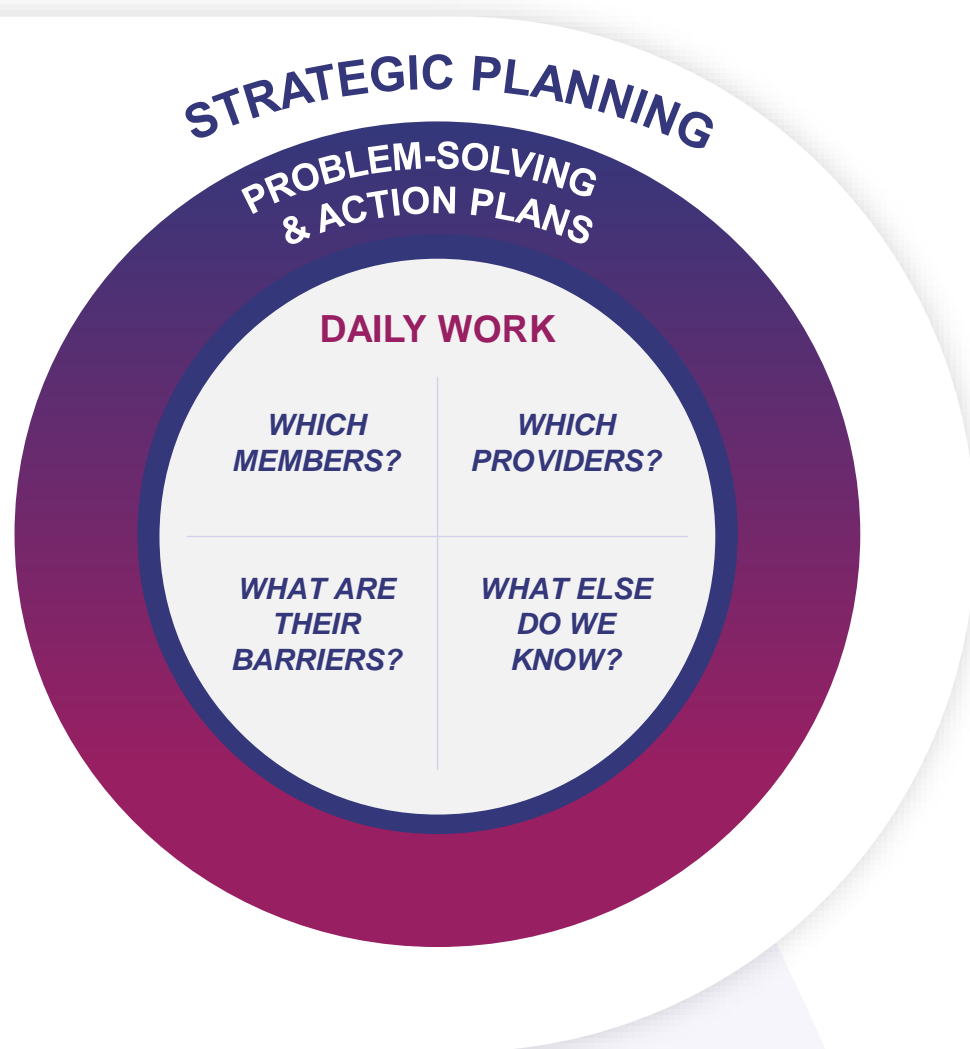 STRATEGIC PLANNING
PROBLEM-SOLVING
& ACTION PLANS
DAILY WORK
WHICH
MEMBERS?
WHICH
PROVIDERS?
WHAT ARE
THEIR
BARRIERS?
WHAT ELSE
DO WE
KNOW?